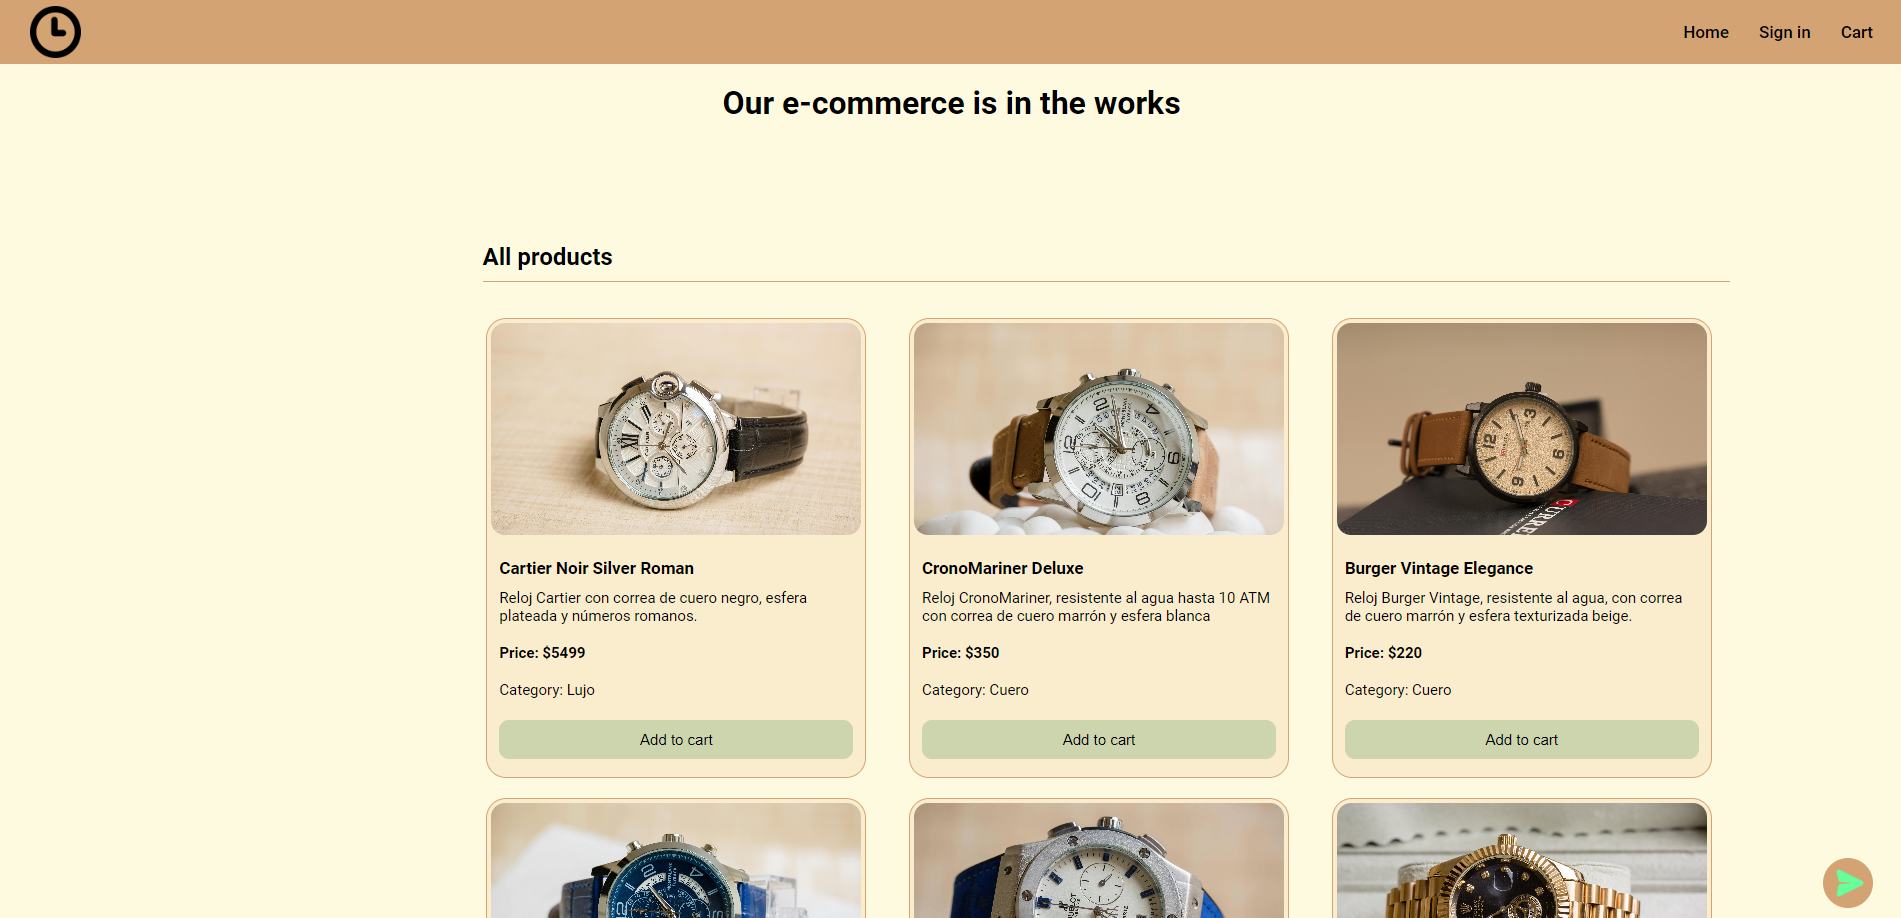 Home Sign in Cart
Our e-commerce is in the works
All products
Cartier Noir Silver Roman
Reloj Cartier con correa de cuero negro, esfera
plateada y números romanos.
Price: $5499
Category: Lujo
Add to cart
CronoMariner Deluxe
Reloj CronoMariner, resistente al agua hasta 10 ATM
con correa de cuero marrón y esfera blanca
Price: $350
Category: Cuero
Add to cart
Burger Vintage Elegance
Reloj Burger Vintage, resistente al agua, con correa
de cuero marrón y esfera texturizada beige.
Price: $220
Category: Cuero
Add to cart